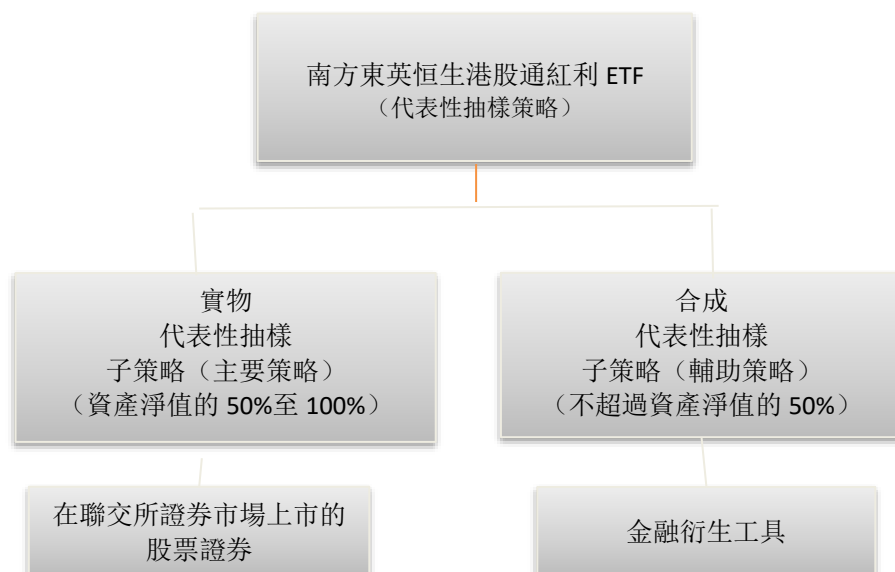 南方東英恒生港股通紅利 ETF
（代表性抽樣策略）
實物
代表性抽樣
子策略（主要策略）
（資產淨值的 50%至 100%）
合成
代表性抽樣
子策略（輔助策略）
（不超過資產淨值的 50%）
在聯交所證券市場上市的
股票證券
金融衍生工具